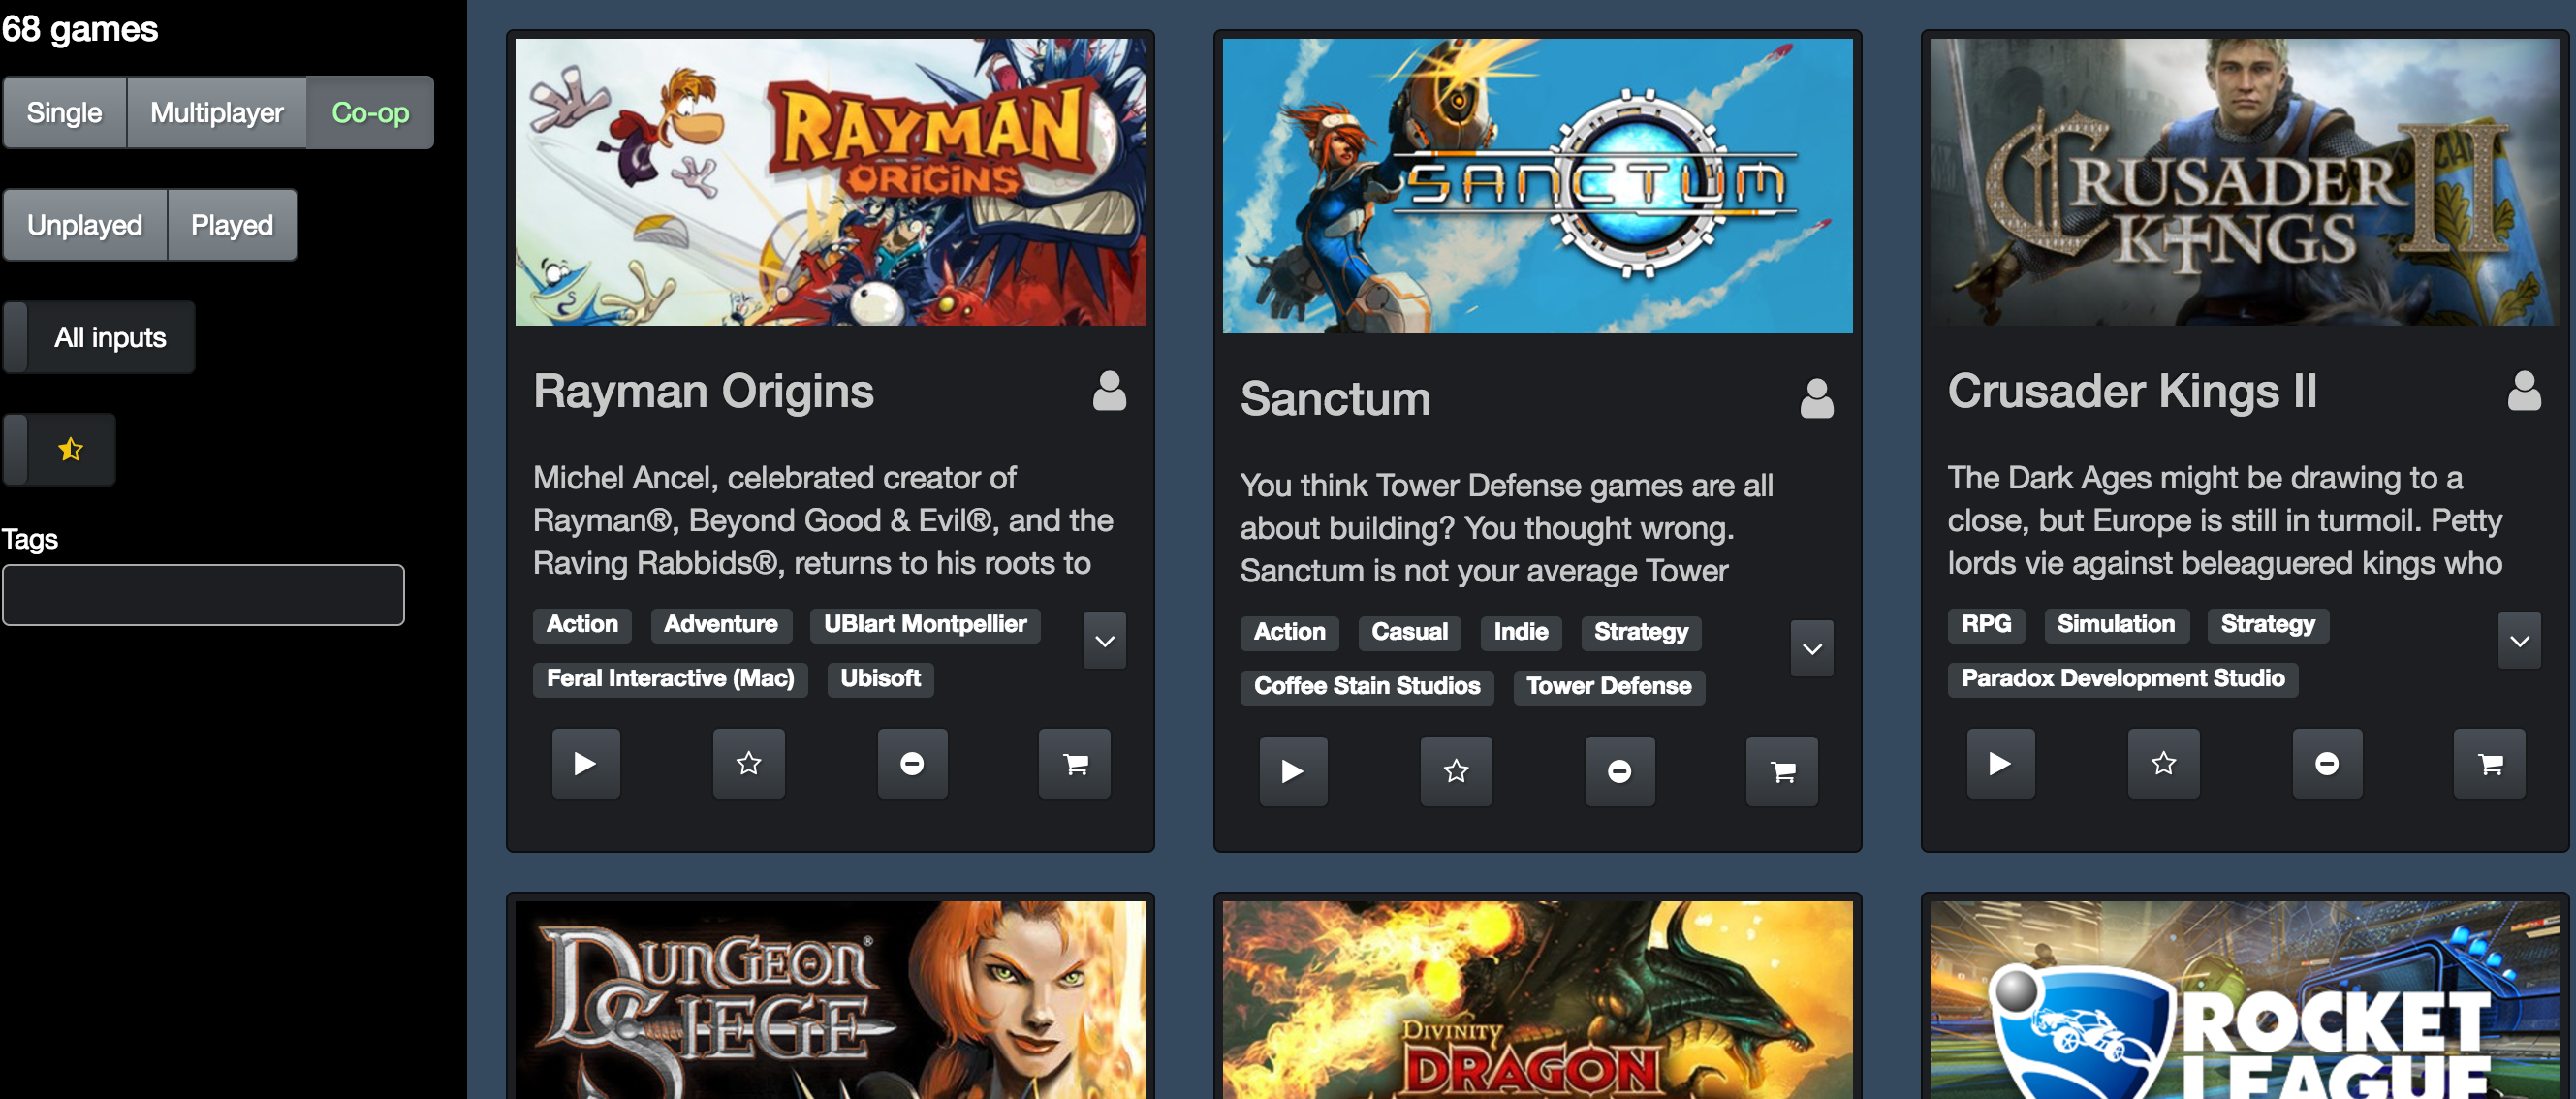 68 games
Single Multiplayer Co-op
Unplayed Played
All inputs
Tags
RAYMAN
ORIGINS
Rayman Origins
Michel Ancel, celebrated creator of
Rayman®, Beyond Good & Evil®, and the
Raving Rabbids®, returns to his roots to
Action Adventure UBIart Montpellier
Feral Interactive (Mac) Ubisoft
SANCTUM
Sanctum
You think Tower Defense games are all
about building? You thought wrong.
Sanctum is not your average Tower
Action Casual Indie Strategy
Coffee Stain Studios Tower Defense
CRUSADER
KINGS II
Crusader Kings II
The Dark Ages might be drawing to a
close, but Europe is still in turmoil. Petty
lords vie against beleaguered kings who
RPG Simulation Strategy
Paradox Development Studio
DUNGEON®
SIEGE
DIVINITY
DRAGON
ROCKET
LEAGUE